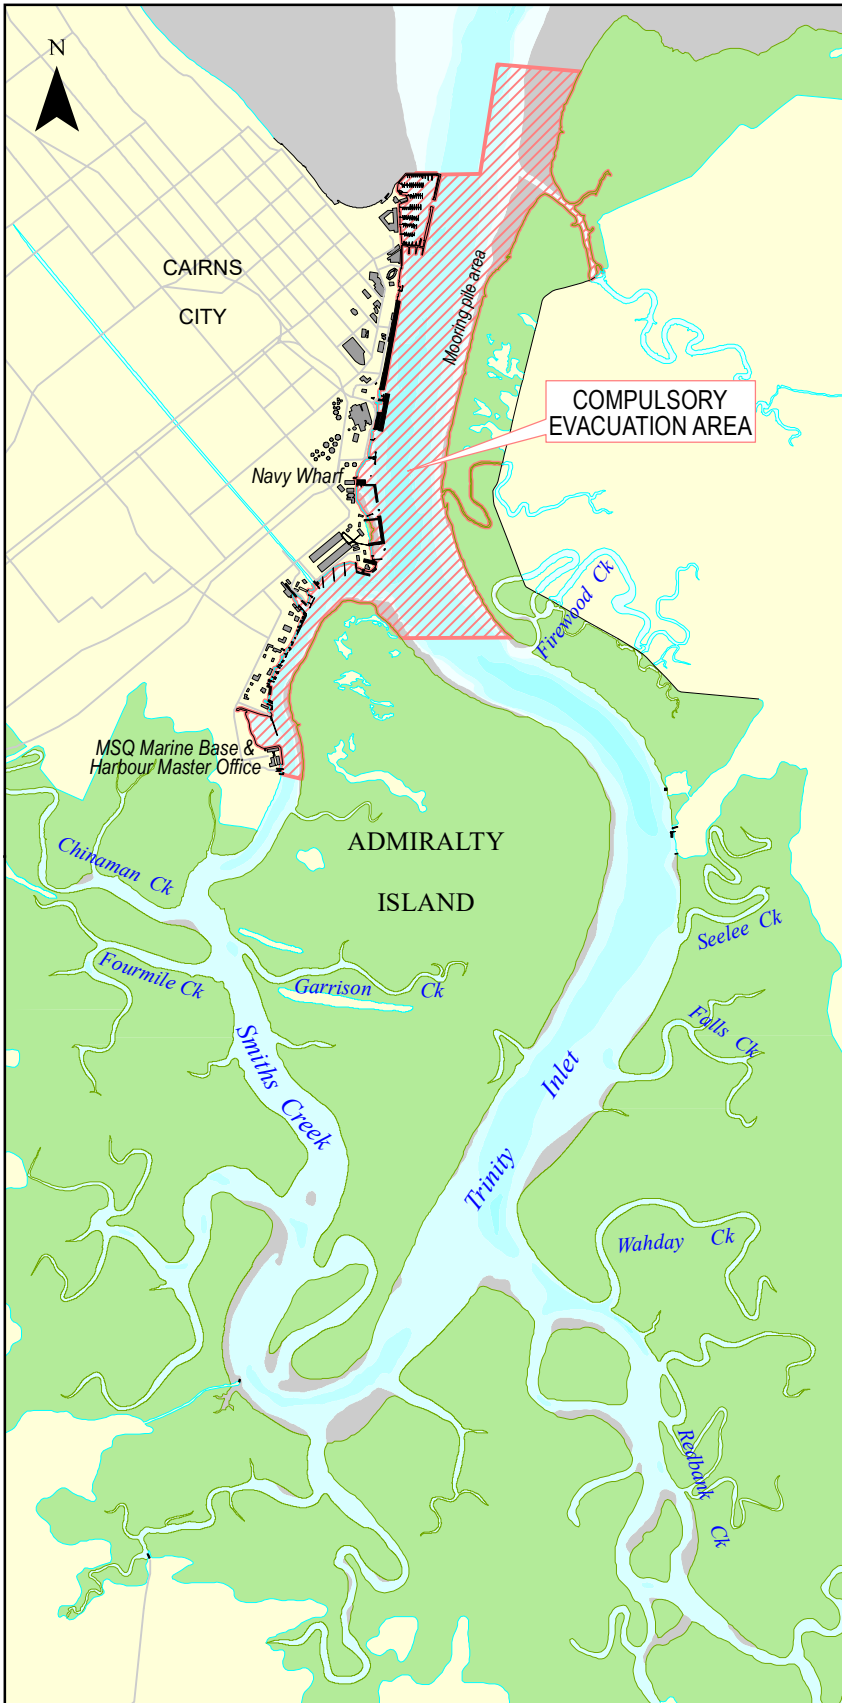 N
CAIRNS
CITY
Mooring pile area
COMPULSORY
EVACUATION AREA
Navy Wharf
Firewood Ck
MSQ Marine Base &
Harbour Master Office
ADMIRALTY
ISLAND
Chinaman Ck
Seelee Ck
Fourmile Ck
Garrison Ck
Falls Ck
Smiths Creek
Trinity Inlet
Wahday Ck
Redbank Ck